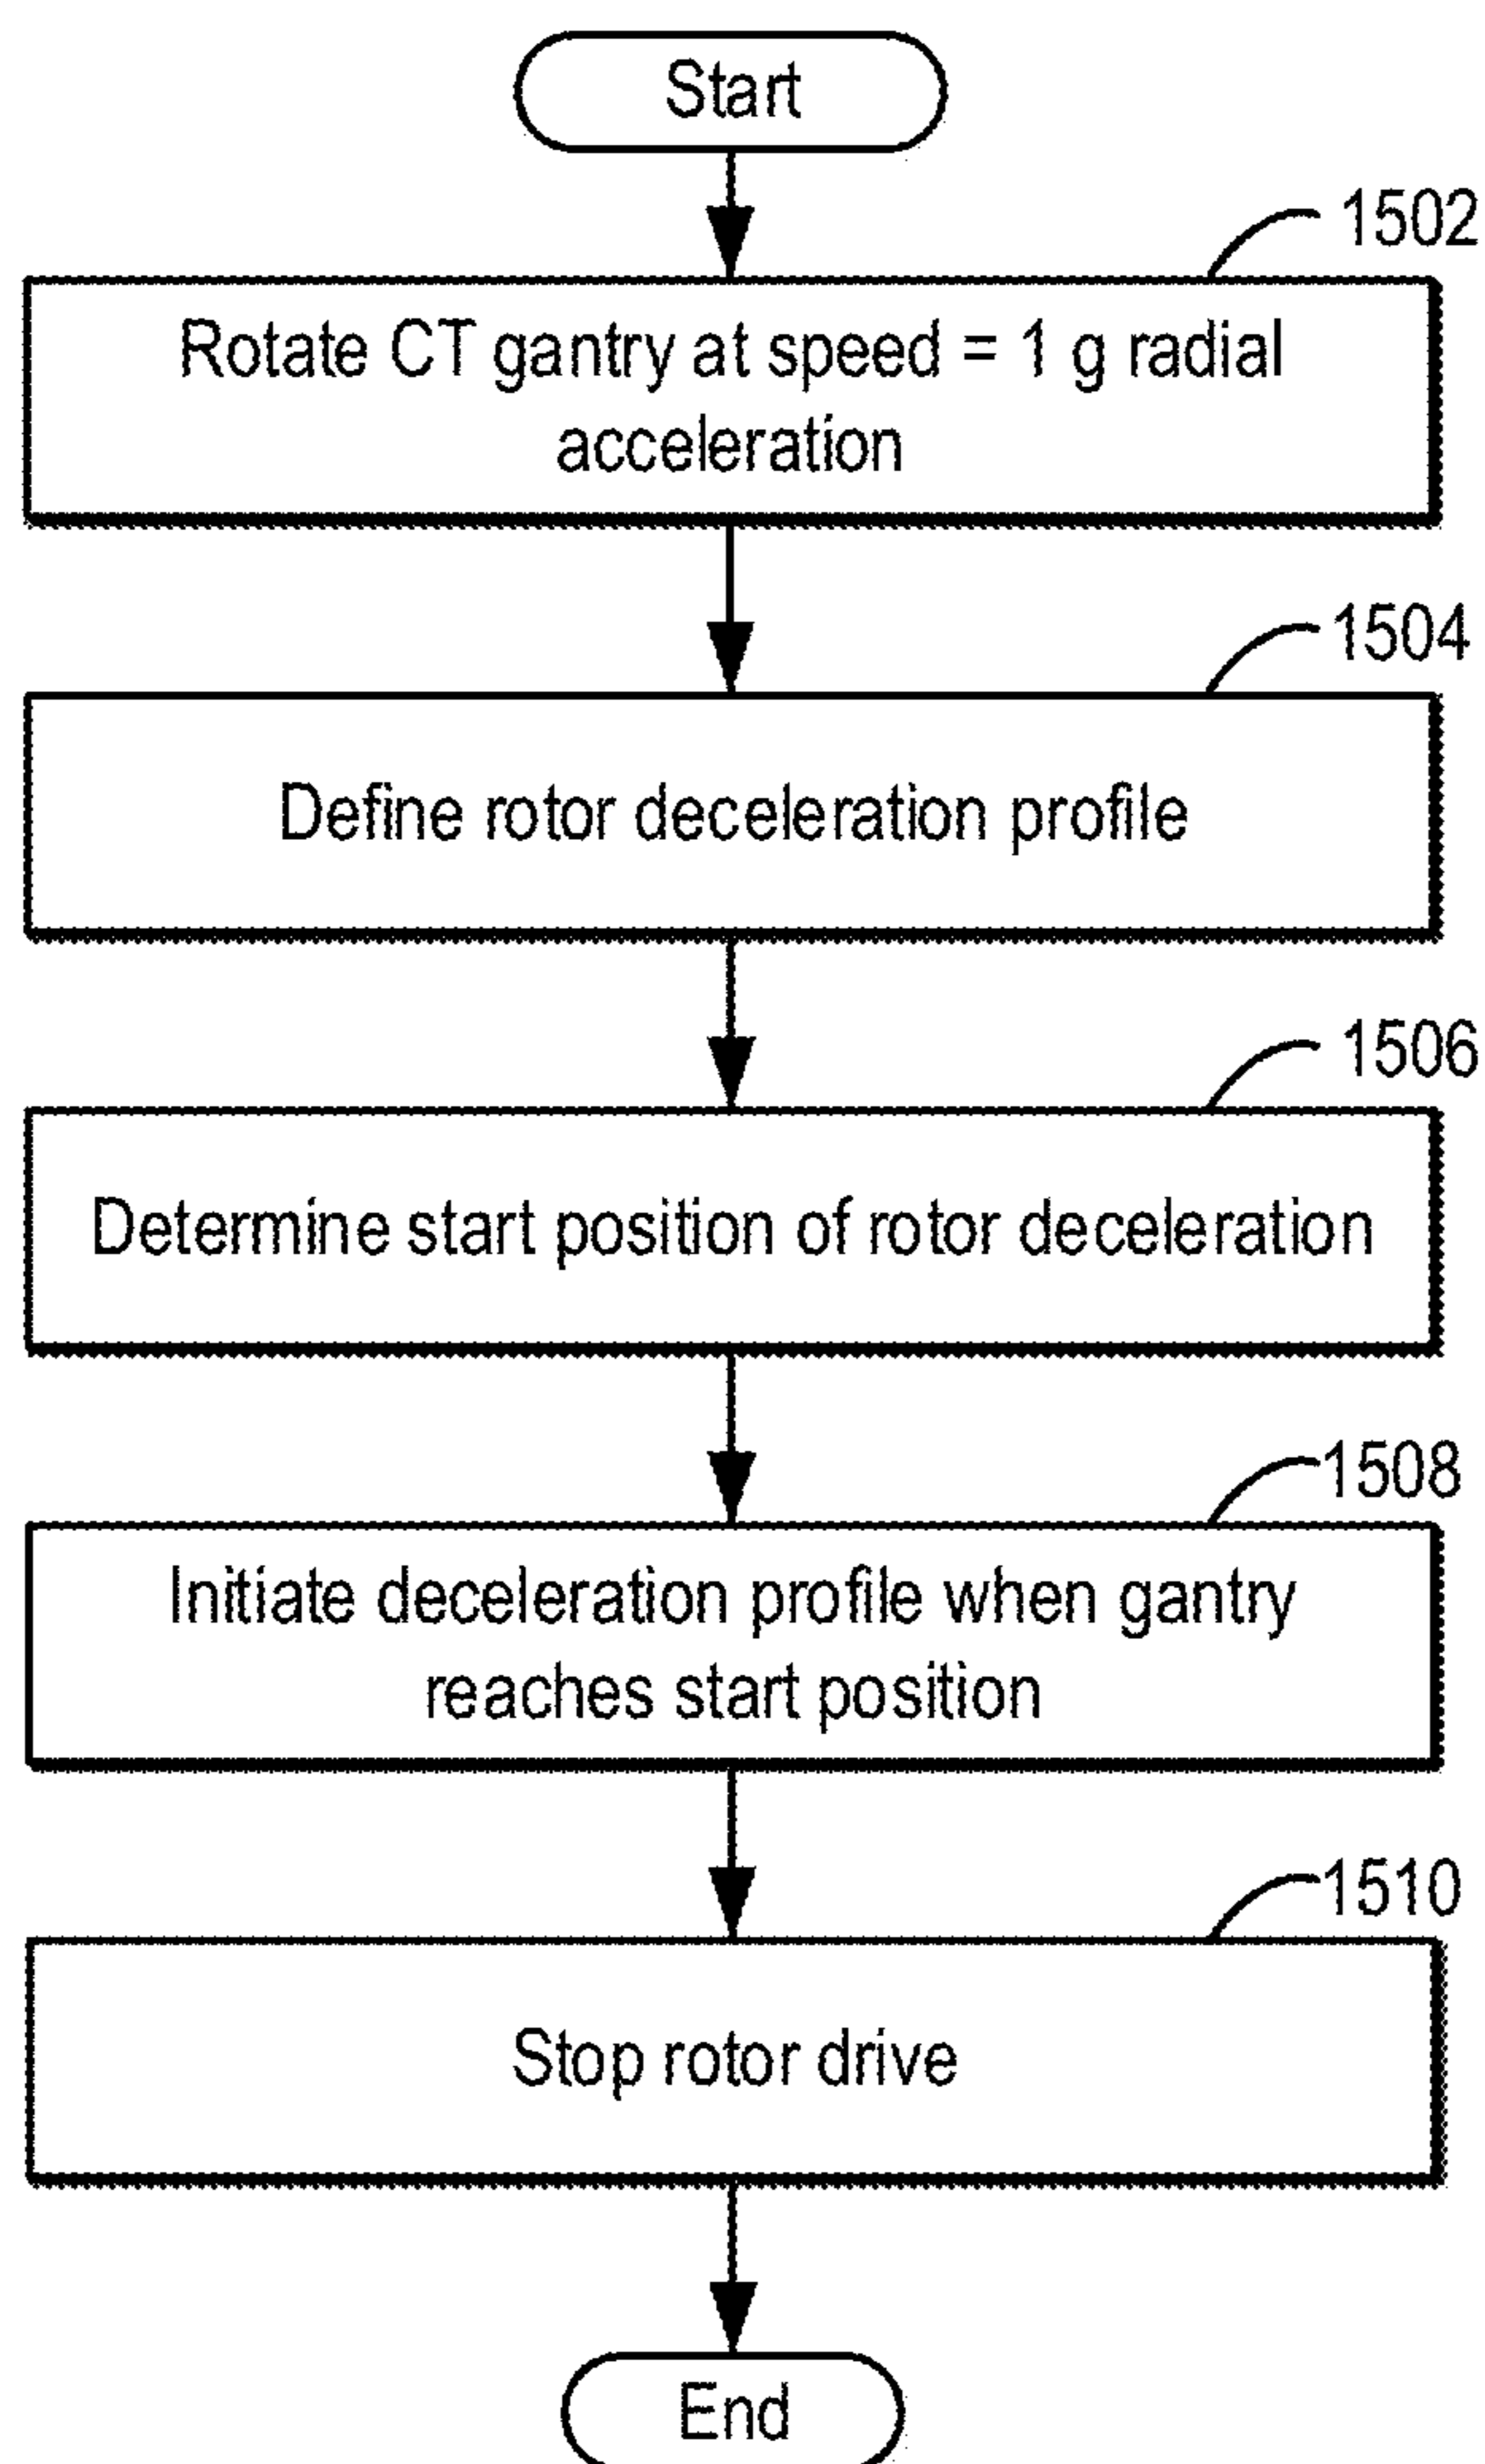 Start
1502
Rotate CT gantry at speed = 1 g radial
acceleration
1504
Define rotor deceleration profile
1506
Determine start position of rotor deceleration
1508
Initiate deceleration profile when gantry
reaches start position
1510
Stop rotor drive
End